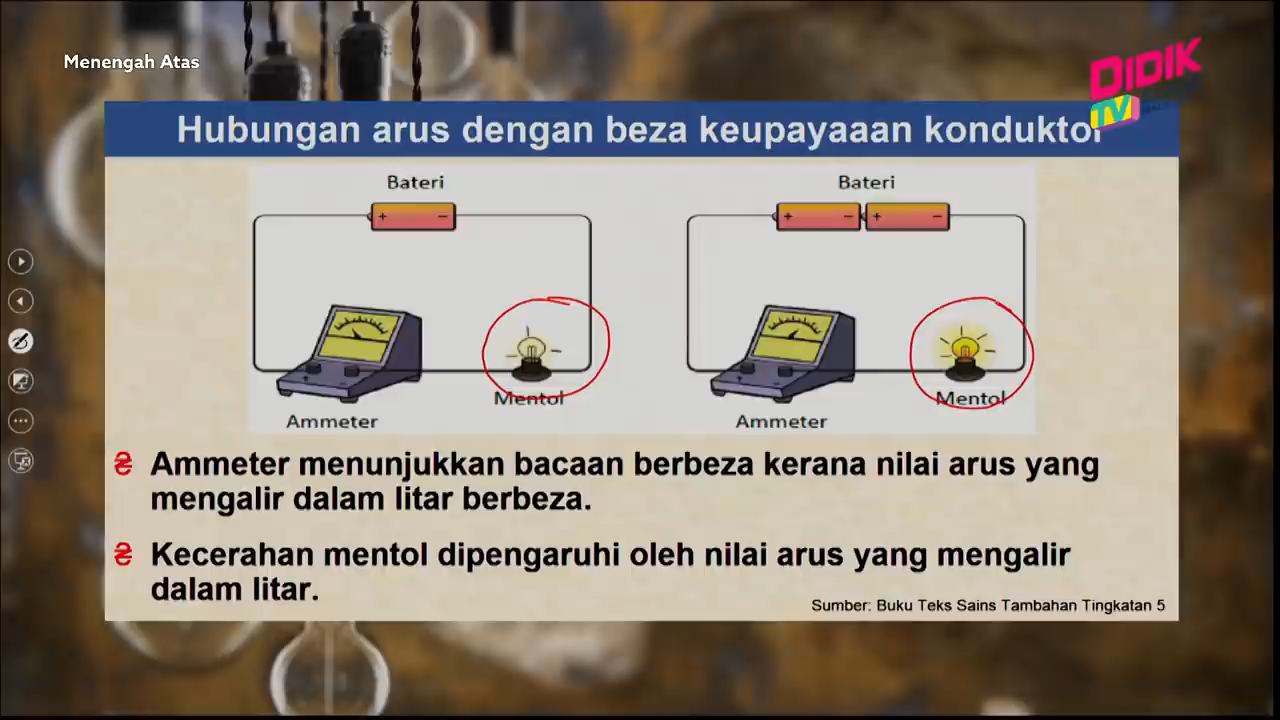 Menengah Atas
DIDIK
TV
Hubungan arus dengan beza keupayaaan konduktor
Bateri
Bateri
+ −
+ − + −
Mentol
Mentol
Ammeter
Ammeter
₴ Ammeter menunjukkan bacaan berbeza kerana nilai arus yang
mengalir dalam litar berbeza.
₴ Kecerahan mentol dipengaruhi oleh nilai arus yang mengalir
dalam litar.
Sumber: Buku Teks Sains Tambahan Tingkatan 5